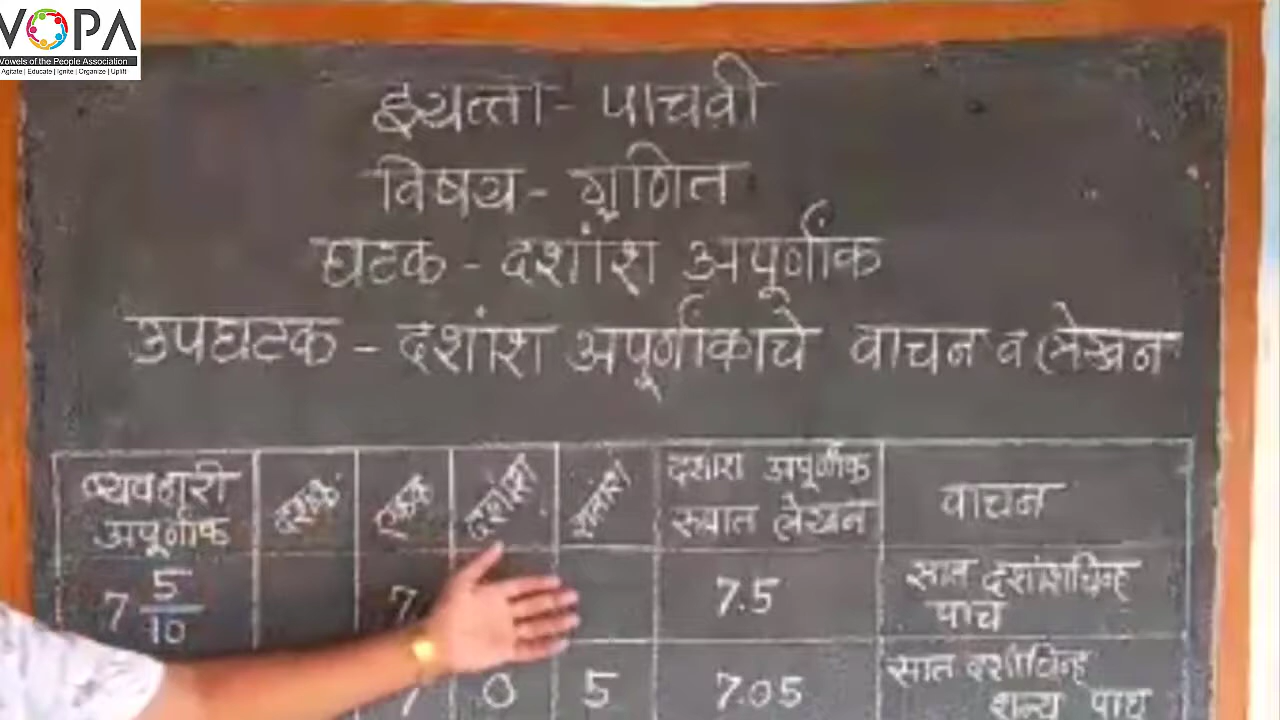 VOPA
Vowels of the People Association
Agitate | Educate | Ignite | Organize | Uplift
इयत्ता - पाचवी
विषय - गणित
घटक - दशांश अपूर्णांक
उपघटक - दशांश अपूर्णांकाचे वाचन व लेखन
व्यवहारी अपूर्णांक
दशक
एकक
दशांश
शतांश
दशांश अपूर्णांक रुपात लेखन
वाचन
7 5/10
7
7.5
सात दशांशचिन्ह
पाच
7
0
5
7.05
सात दशांशचिन्ह
शून्य पाच